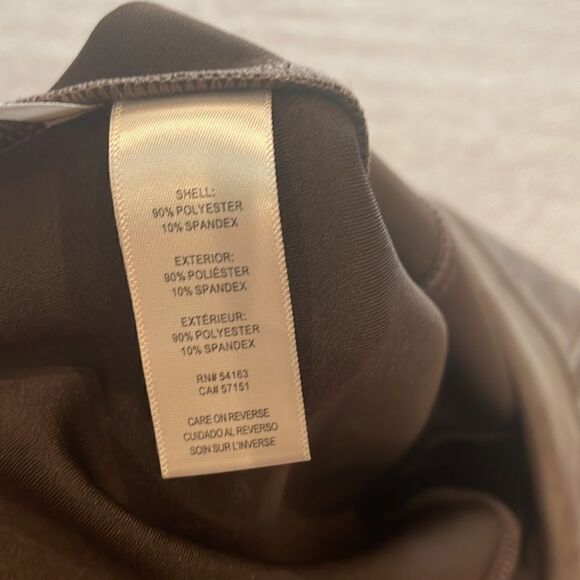 SHELL:
90% POLYESTER
10% SPANDEX
EXTERIOR:
90% POLIÉSTER
10% SPANDEX
EXTÉRIEUR:
90% POLYESTER
10% SPANDEX
RN# 54163
CA# 57151
CARE ON REVERSE
CUIDADO AL REVERSO
SOIN SUR L'INVERSE